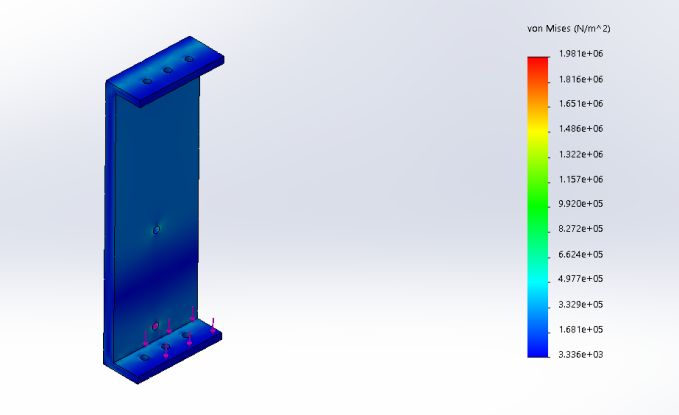 von Mises (N/m^2)
1.981e+06
1.816e+06
1.651e+06
1.486e+06
1.322e+06
1.157e+06
9.920e+05
8.272e+05
6.624e+05
4.977e+05
3.329e+05
1.681e+05
3.336e+03